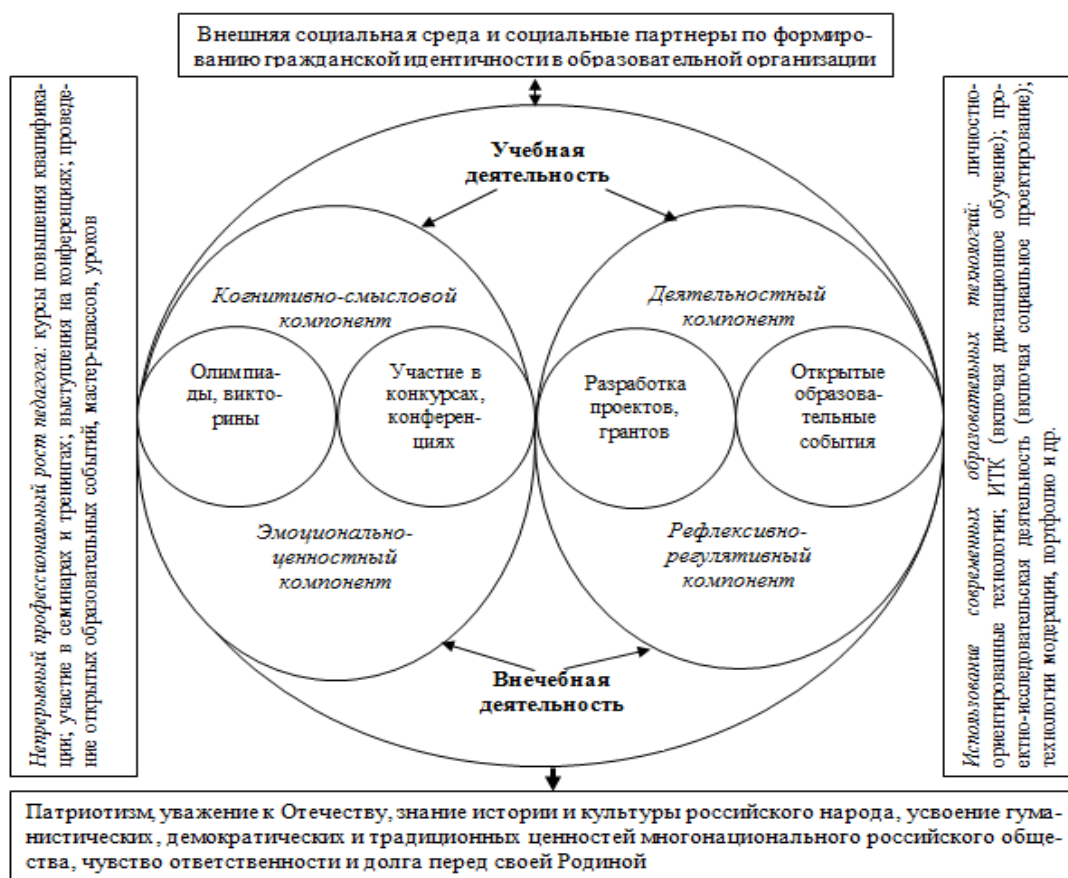 Внешняя социальная среда и социальные партнеры по формиро-
ванию гражданской идентичности в образовательной организации
Непрерывный профессиональный рост педагога: курсы повышения квалифика-
ции; участие в семинарах и тренингах; выступления на конференциях; проведе-
ние открытых образовательных событий, мастер-классов, уроков
Учебная
деятельность
Когнитивно-смысловой
компонент
Деятельностный
компонент
Олимпиа-
ды, викто-
рины
Участие в
конкурсах,
конферен-
циях
Разработка
проектов,
грантов
Открытые
образова-
тельные
события
Эмоционально-
ценностный
компонент
Рефлексивно-
регулятивный
компонент
Внечебная
деятельность
Использование современных образовательных технологий: личностно-
ориентированные технологии; ИТК (включая дистанционное обучение); про-
ектно-исследовательская деятельность (включая социальное проектирование);
технологии модерации, портфолио и др.
Патриотизм, уважение к Отечеству, знание истории и культуры российского народа, усвоение гума-
нистических, демократических и традиционных ценностей многонационального российского обще-
ства, чувство ответственности и долга перед своей Родиной